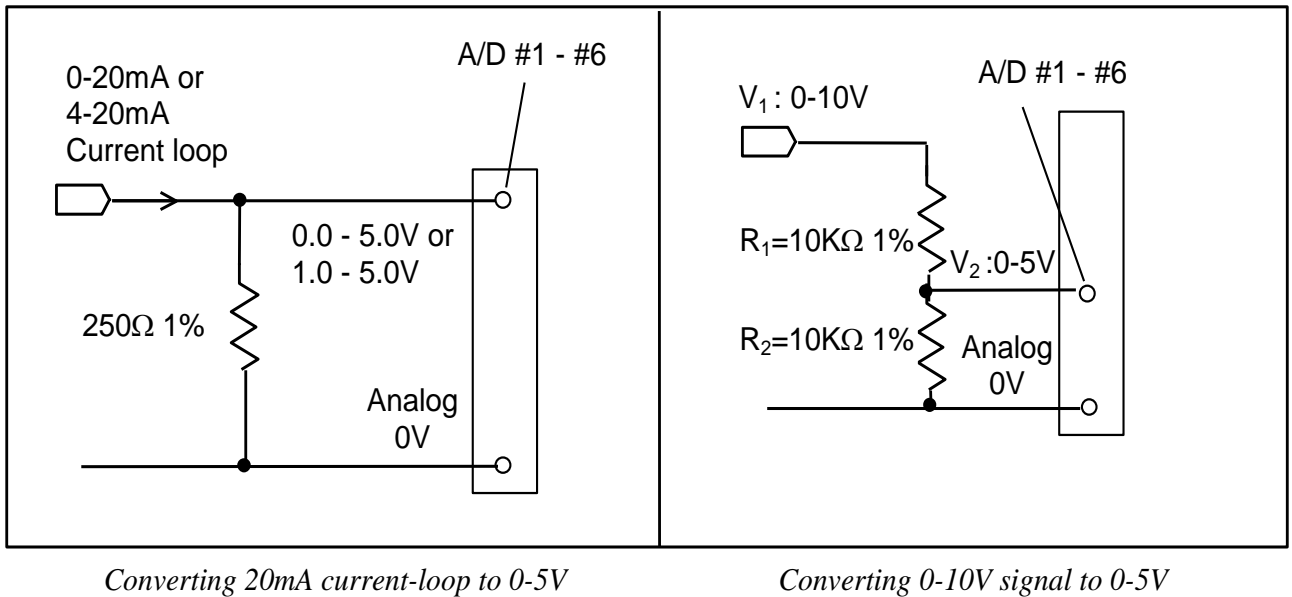 0-20mA or
4-20mA
Current loop
A/D #1 - #6
0.0 - 5.0V or
1.0 - 5.0V
250Ω 1%
Analog
0V
V₁ : 0-10V
A/D #1 - #6
R₁=10KΩ 1%
V₂ :0-5V
R₂=10KΩ 1%
Analog
0V
Converting 20mA current-loop to 0-5V
Converting 0-10V signal to 0-5V